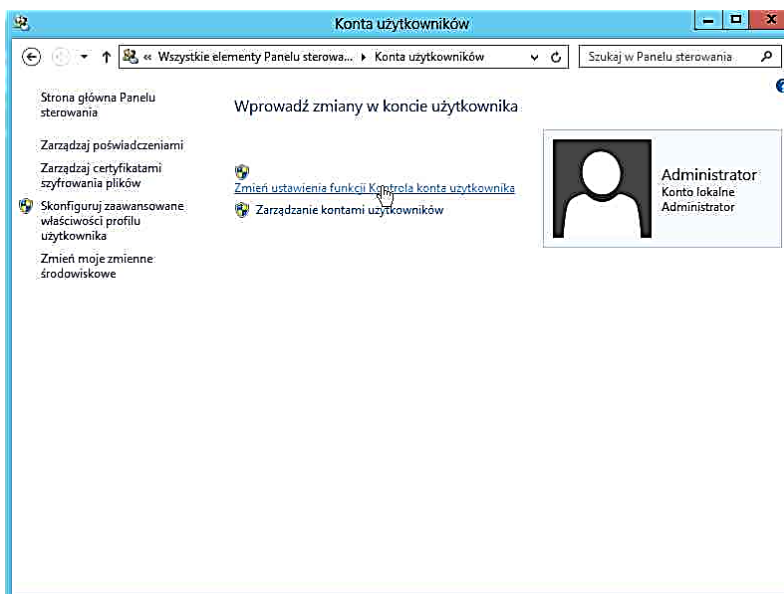 Konta użytkowników
« Wszystkie elementy Panelu sterowa... Konta użytkowników
Szukaj w Panelu sterowania
Strona główna Panelu
sterowania
Zarządzaj poświadczeniami
Zarządzaj certyfikatami
szyfrowania plików
Skonfiguruj zaawansowane
właściwości profilu
użytkownika
Zmień moje zmienne
środowiskowe
Wprowadź zmiany w koncie użytkownika
Zmień ustawienia funkcji Kontrola konta użytkownika
Zarządzanie kontami użytkowników
Administrator
Konto lokalne
Administrator